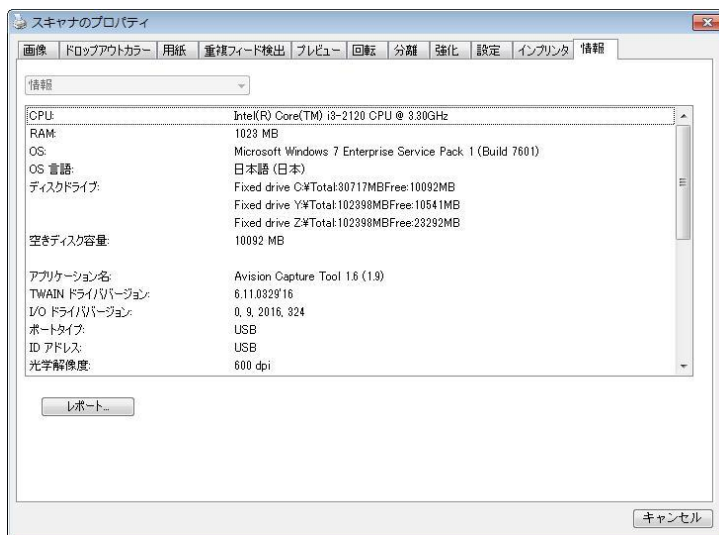 スキャナのプロパティ
画像 ドロップアウトカラー 用紙 重複フィード検出 プレビュー 回転 分離 強化 設定 インプリンタ 情報
情報
CPU: Intel(R) Core(TM) i3-2120 CPU @ 3.30GHz
RAM: 1023 MB
OS: Microsoft Windows 7 Enterprise Service Pack 1 (Build 7601)
OS 言語: 日本語 (日本)
ディスクドライブ: Fixed drive C:¥Total:30717MBFree:10092MB
Fixed drive Y:¥Total:102398MBFree:10541MB
Fixed drive Z:¥Total:102398MBFree:23292MB
空きディスク容量: 10092 MB
アプリケーション名: Avision Capture Tool 1.6 (1.9)
TWAIN ドライババージョン: 6.11.0329'16
I/O ドライババージョン: 0, 9, 2016, 324
ポートタイプ: USB
ID アドレス: USB
光学解像度: 600 dpi
レポート...
キャンセル